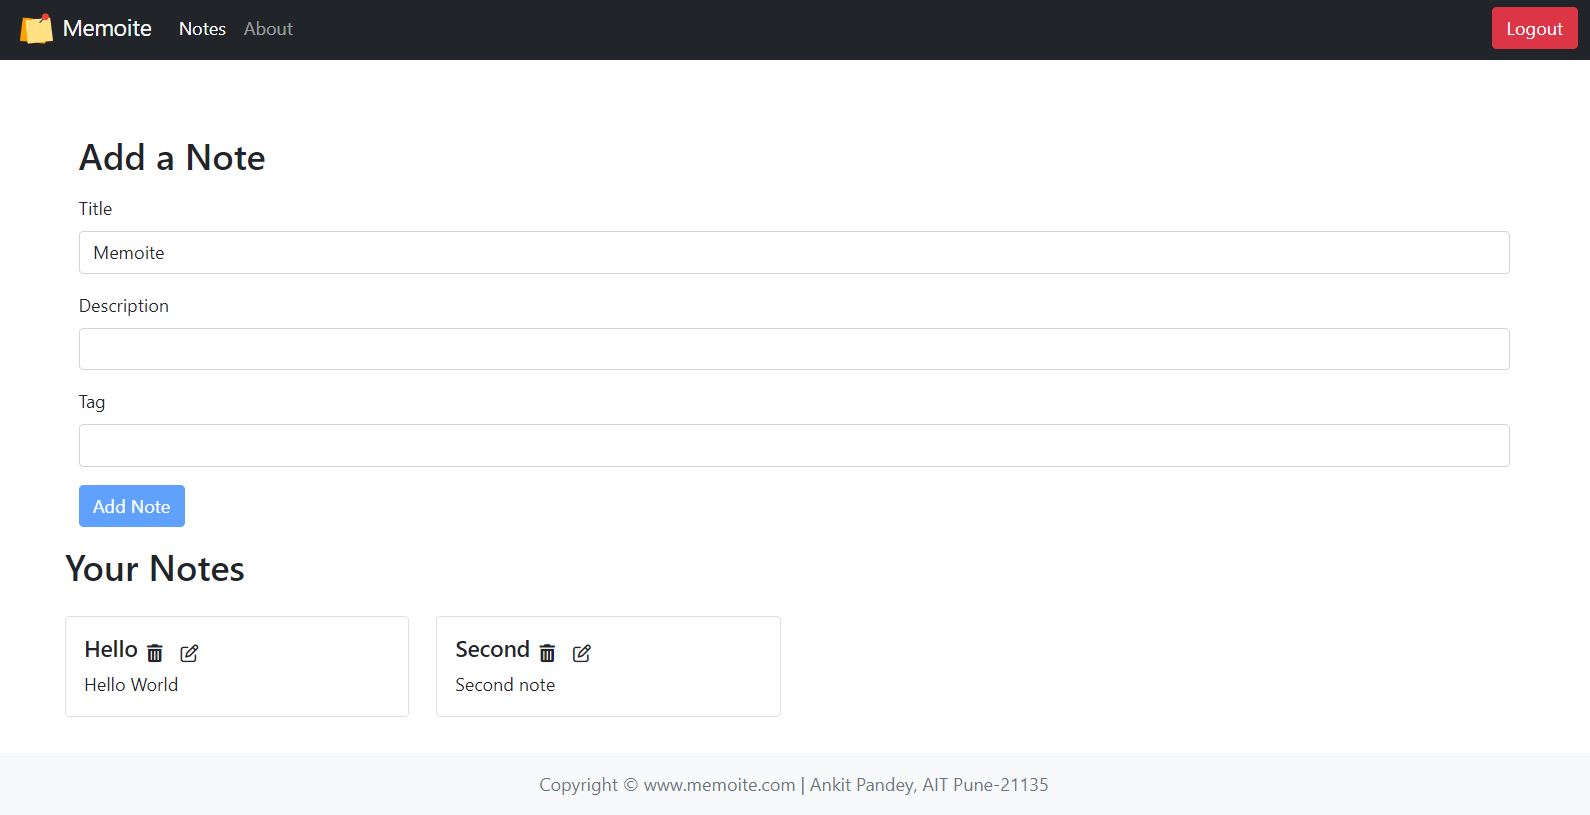 Memoite Notes About Logout
Add a Note
Title
Memoite
Description
Tag
Add Note
Your Notes
Hello
Hello World
Second
Second note
Copyright © www.memoite.com | Ankit Pandey, AIT Pune-21135